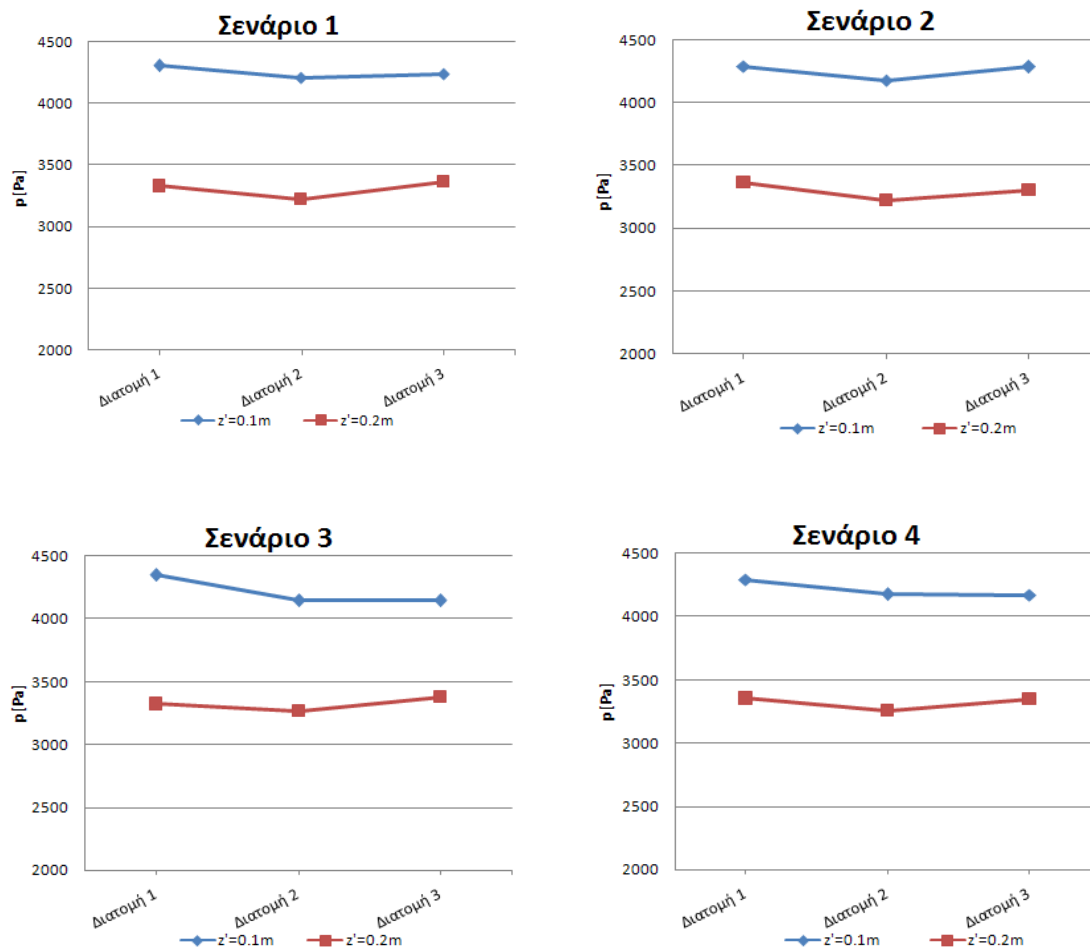 Σενάριο 1
4500
4000
3500
3000
2500
2000
p [Pa]
Διατομή 1
Διατομή 2
Διατομή 3
z'=0.1m
z'=0.2m
Σενάριο 2
4500
4000
3500
3000
2500
2000
p [Pa]
Διατομή 1
Διατομή 2
Διατομή 3
z'=0.1m
z'=0.2m
Σενάριο 3
4500
4000
3500
3000
2500
2000
p [Pa]
Διατομή 1
Διατομή 2
Διατομή 3
z'=0.1m
z'=0.2m
Σενάριο 4
4500
4000
3500
3000
2500
2000
p [Pa]
Διατομή 1
Διατομή 2
Διατομή 3
z'=0.1m
z'=0.2m